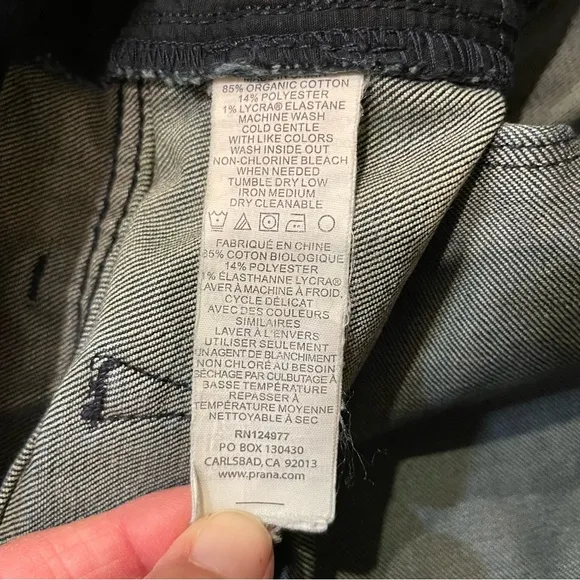 85% ORGANIC COTTON
14% POLYESTER
1% LYCRA® ELASTANE
MACHINE WASH
COLD GENTLE
WITH LIKE COLORS
WASH INSIDE OUT
NON-CHLORINE BLEACH
WHEN NEEDED
TUMBLE DRY LOW
IRON MEDIUM
DRY CLEANABLE
FABRIQUÉ EN CHINE
85% COTON BIOLOGIQUE
14% POLYESTER
1% ÉLASTHANNE LYCRA®
LAVER À MACHINE À FROID,
CYCLE DÉLICAT
AVEC DES COULEURS
SIMILAIRES
LAVER À L'ENVERS
UTILISER SEULEMENT
UN AGENT DE BLANCHIMENT
NON CHLORÉ AU BESOIN
SÉCHAGE PAR CULBUTAGE À
BASSE TEMPÉRATURE
REPASSER À
TEMPÉRATURE MOYENNE
NETTOYABLE À SEC
RN124977
PO BOX 130430
CARLSBAD, CA 92013
www.prana.com